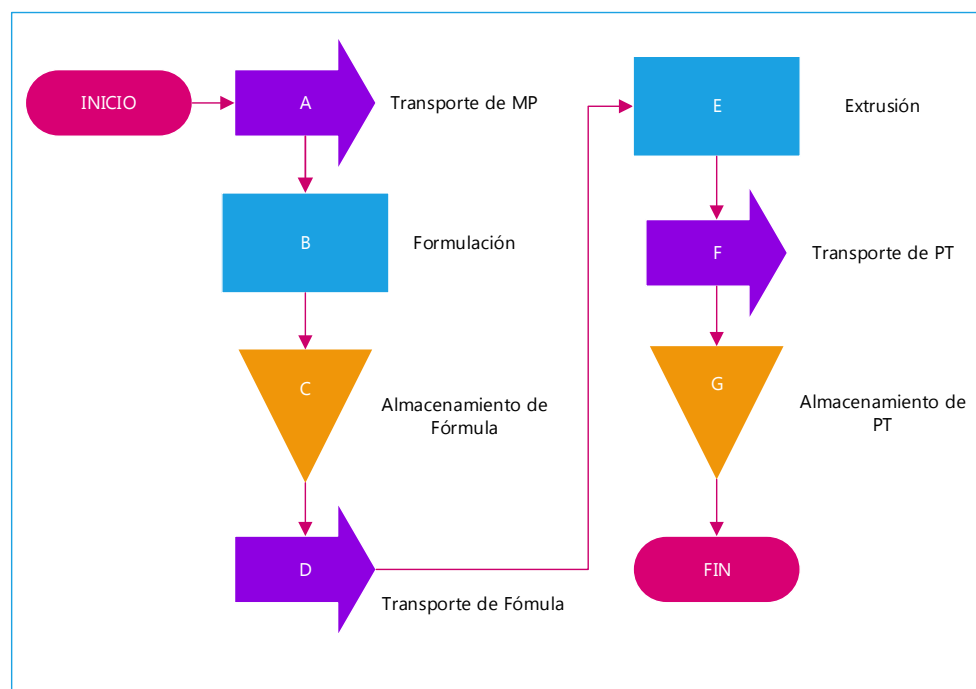 INICIO
A
Transporte de MP
B
Formulación
C
Almacenamiento de
Fórmula
D
Transporte de Fómula
E
Extrusión
F
Transporte de PT
G
Almacenamiento de
PT
FIN